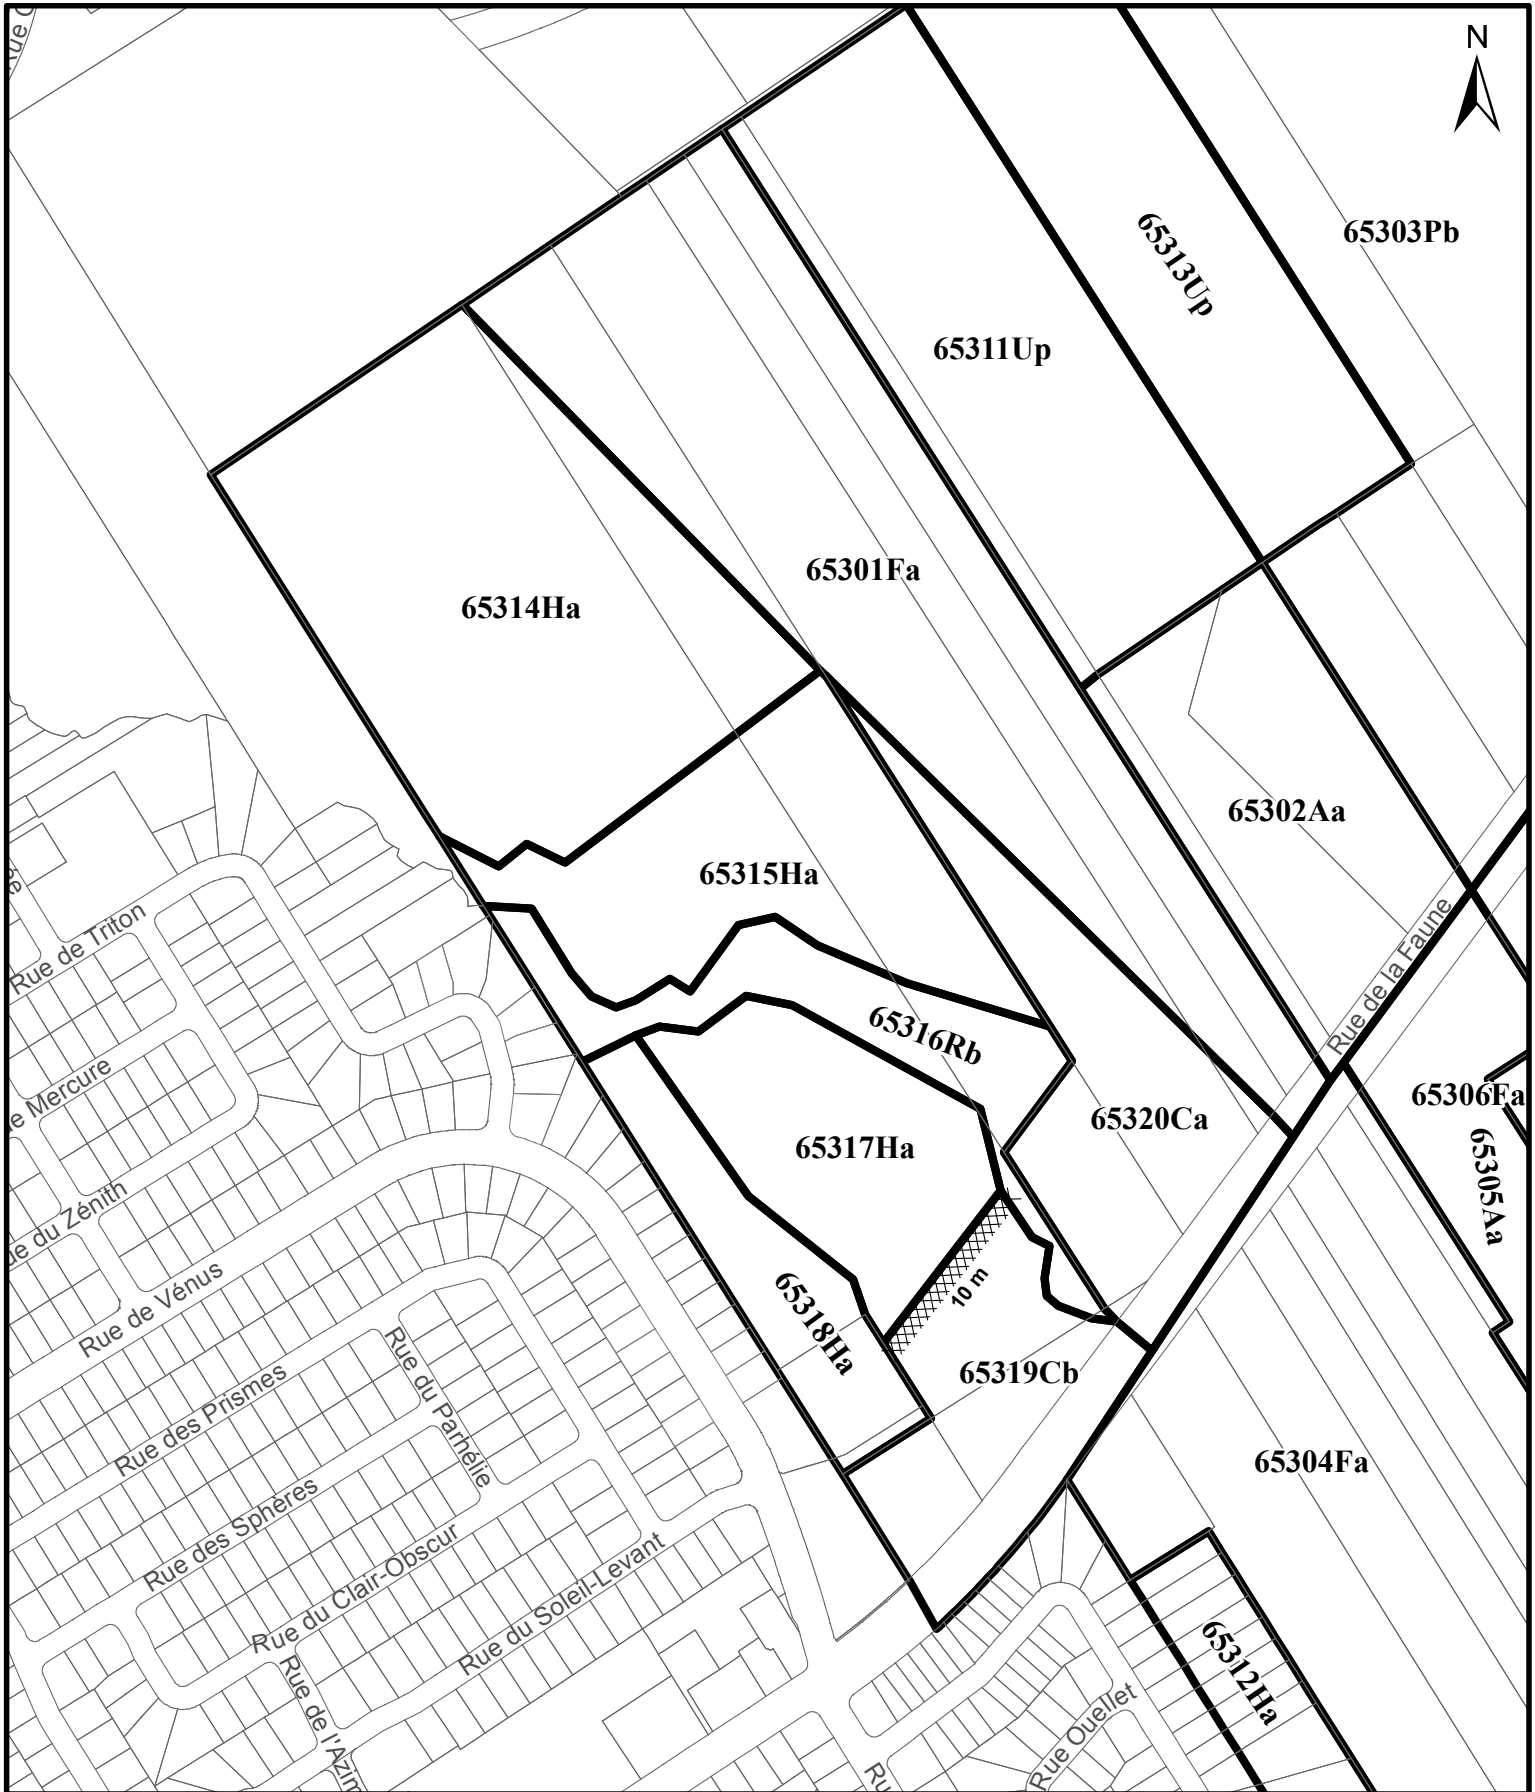 N
65303Pb
65313Up
65311Up
65301Fa
65314Ha
65302Aa
65315Ha
Rue de Triton
Rue de la Faune
65316Rb
65306Fa
65320Ca
65317Ha
65305Aa
e Mercure
ue du Zénith
Rue de Vénus
10 m
65318Ha
65319Cb
Rue des Prismes
Rue du Parhélie
65304Fa
Rue des Sphères
Rue du Clair-Obscur
Rue du Soleil-Levant
65312Ha
Rue de l'Azim
Rue Ouellet
Ru